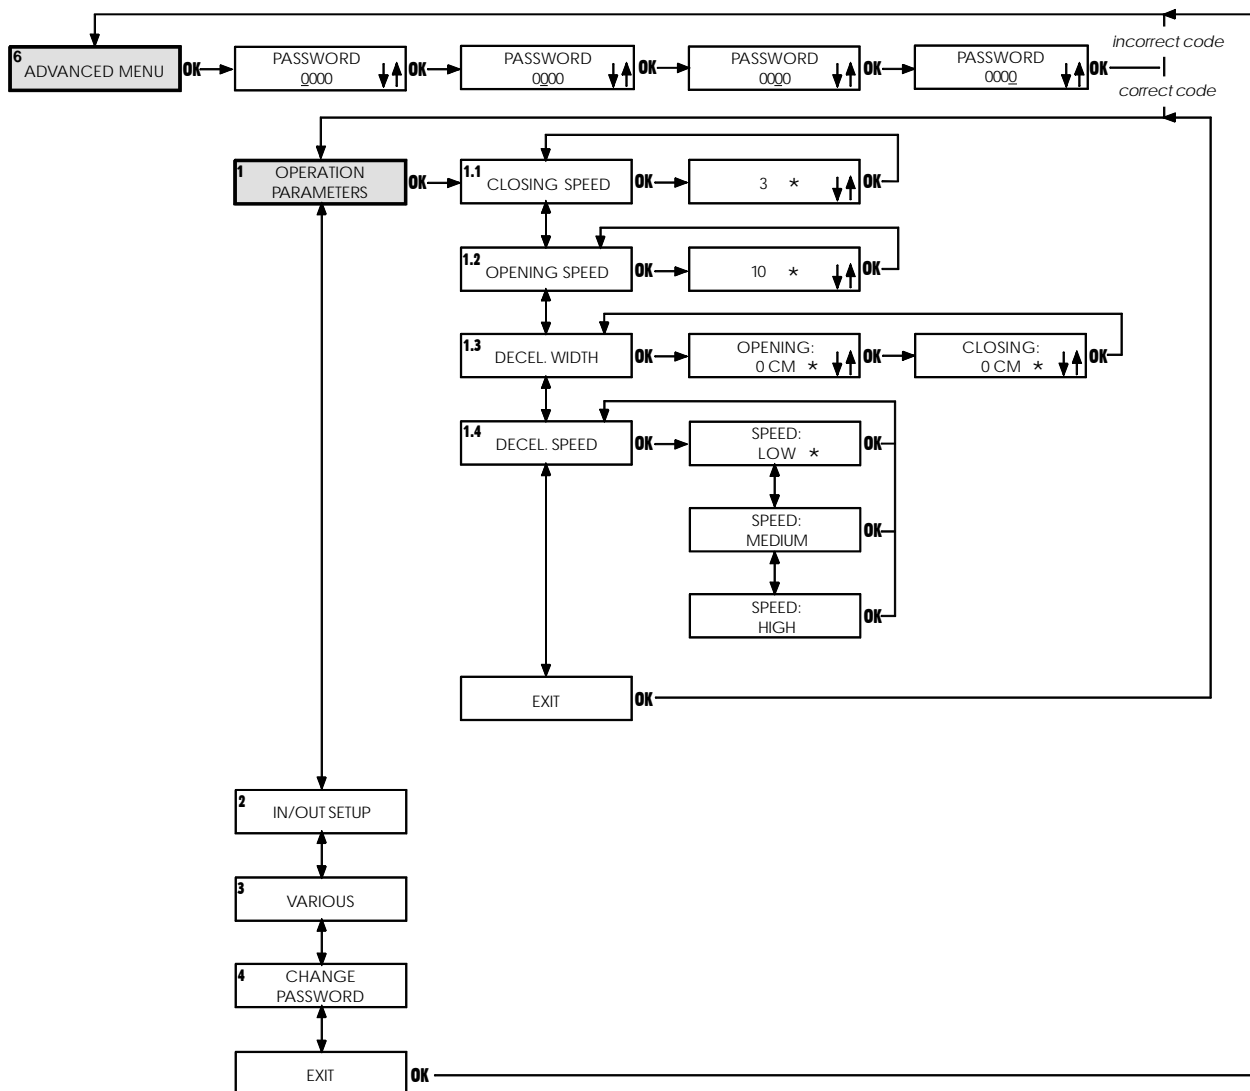 6
ADVANCED MENU
OK
PASSWORD
0000
OK
PASSWORD
0000
OK
PASSWORD
0000
OK
PASSWORD
0000
OK
incorrect code
correct code
1
OPERATION
PARAMETERS
OK
1.1
CLOSING SPEED
OK
3 *
OK
1.2
OPENING SPEED
OK
10 *
OK
1.3
DECEL. WIDTH
OK
OPENING:
0 CM *
OK
CLOSING:
0 CM *
OK
1.4
DECEL. SPEED
OK
SPEED:
LOW *
OK
SPEED:
MEDIUM
OK
SPEED:
HIGH
OK
EXIT
OK
2
IN/OUT SETUP
3
VARIOUS
4
CHANGE
PASSWORD
EXIT
OK